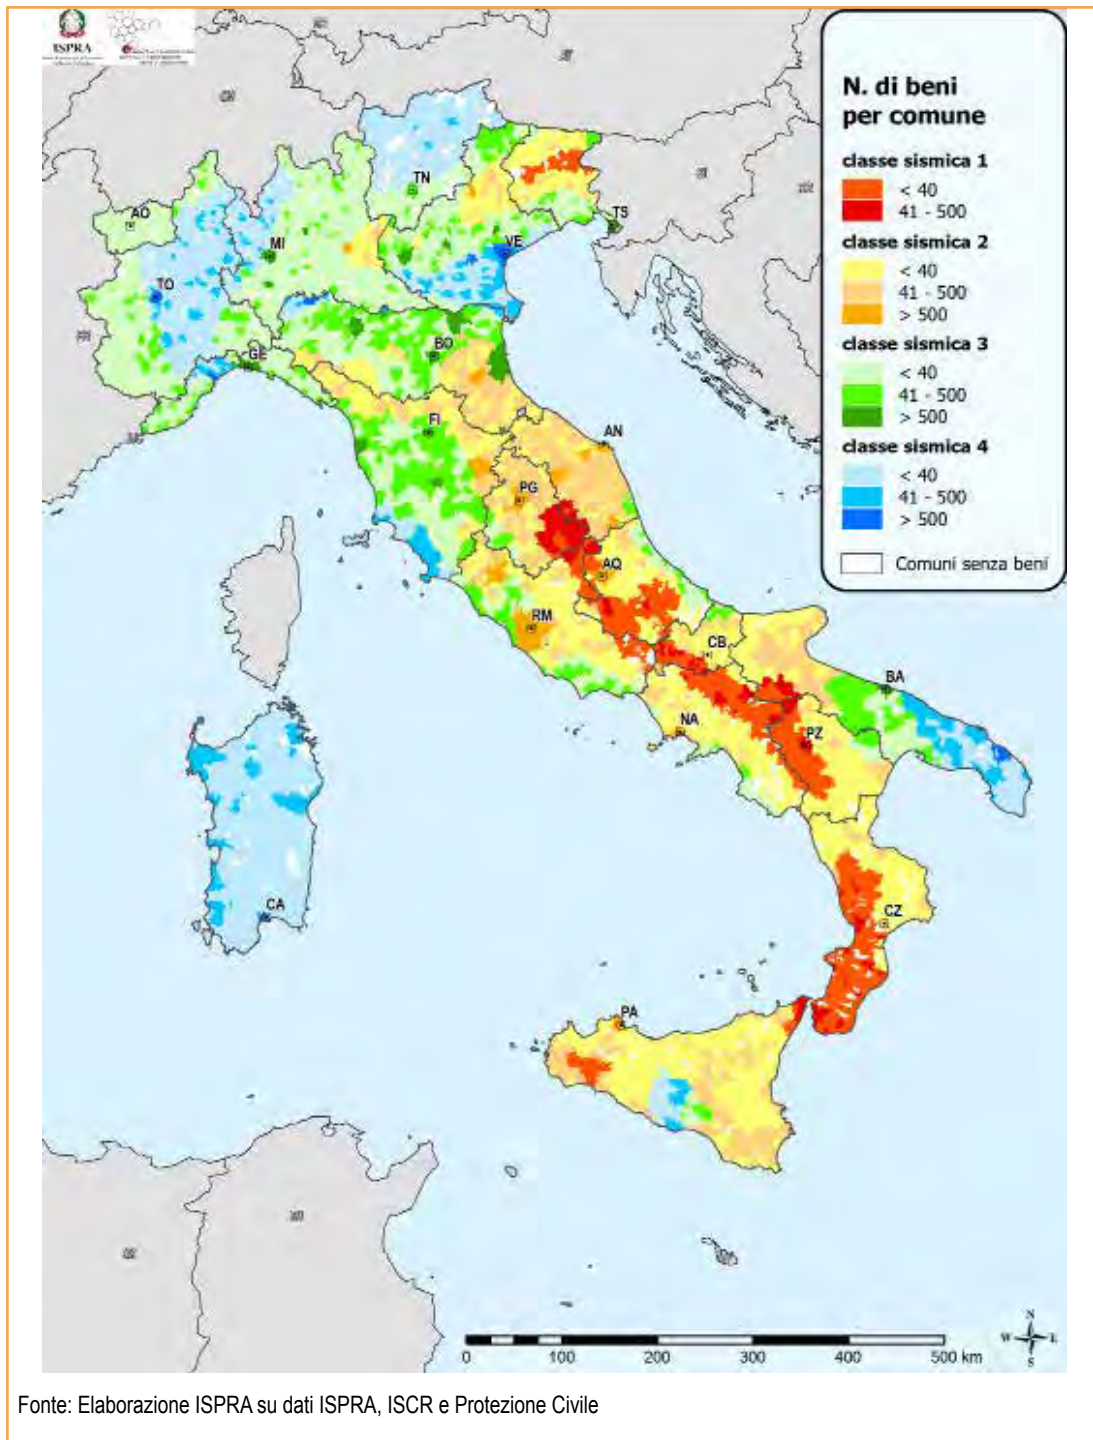 ISPRA
N. di beni
per comune
classe sismica 1
< 40
41 - 500
classe sismica 2
< 40
41 - 500
> 500
classe sismica 3
< 40
41 - 500
> 500
classe sismica 4
< 40
41 - 500
> 500
Comuni senza beni
TN
AO
TS
MI
VE
TO
GE
BO
FI
AN
PG
AQ
RM
CB
BA
NA
PZ
CA
CZ
PA
N
W E
S
0 100 200 300 400 500 km
Fonte: Elaborazione ISPRA su dati ISPRA, ISCR e Protezione Civile